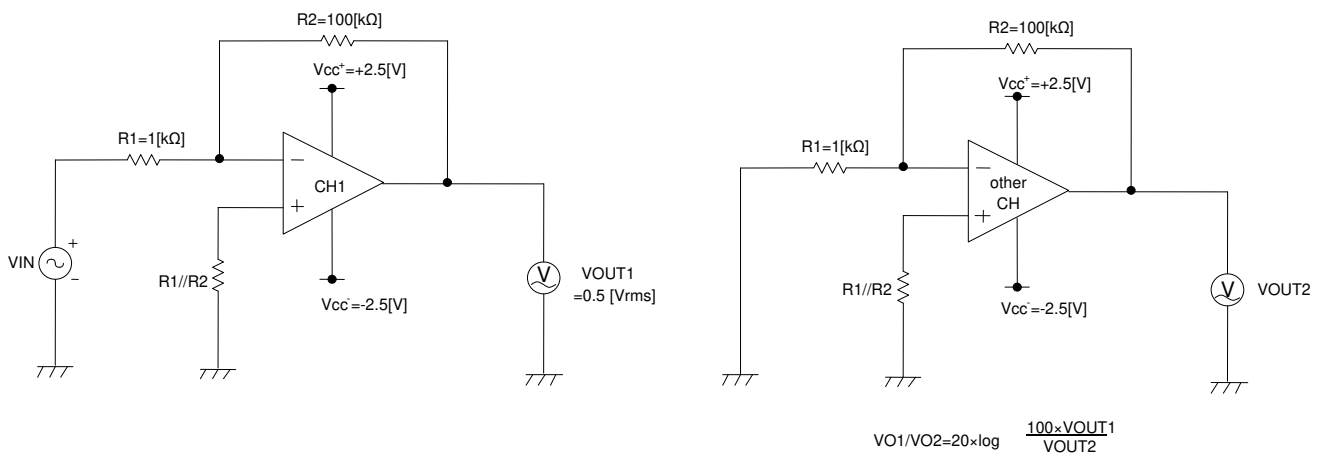 R2=100[kΩ]
Vcc⁺=+2.5[V]
R1=1[kΩ]
−
CH1
+
VIN
+
−
R1//R2
Vcc⁻=-2.5[V]
V
VOUT1
=0.5 [Vrms]
R2=100[kΩ]
Vcc⁺=+2.5[V]
R1=1[kΩ]
−
other
CH
+
R1//R2
Vcc⁻=-2.5[V]
V
VOUT2
VO1/VO2=20×log 100×VOUT1
VOUT2